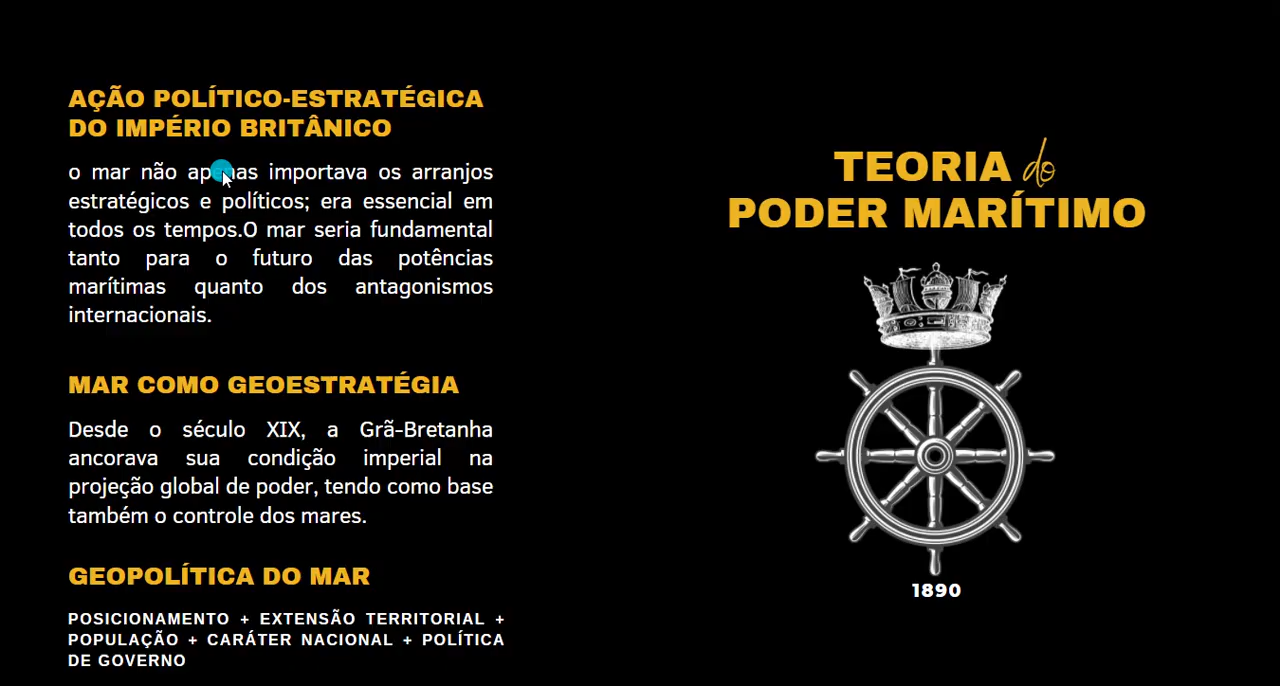 AÇÃO POLÍTICO-ESTRATÉGICA
DO IMPÉRIO BRITÂNICO
o mar não apenas importava os arranjos
estratégicos e políticos; era essencial em
todos os tempos.O mar seria fundamental
tanto para o futuro das potências
marítimas quanto dos antagonismos
internacionais.
MAR COMO GEOESTRATÉGIA
Desde o século XIX, a Grã-Bretanha
ancorava sua condição imperial na
projeção global de poder, tendo como base
também o controle dos mares.
GEOPOLÍTICA DO MAR
POSICIONAMENTO + EXTENSÃO TERRITORIAL +
POPULAÇÃO + CARÁTER NACIONAL + POLÍTICA
DE GOVERNO
TEORIA do
PODER MARÍTIMO
1890